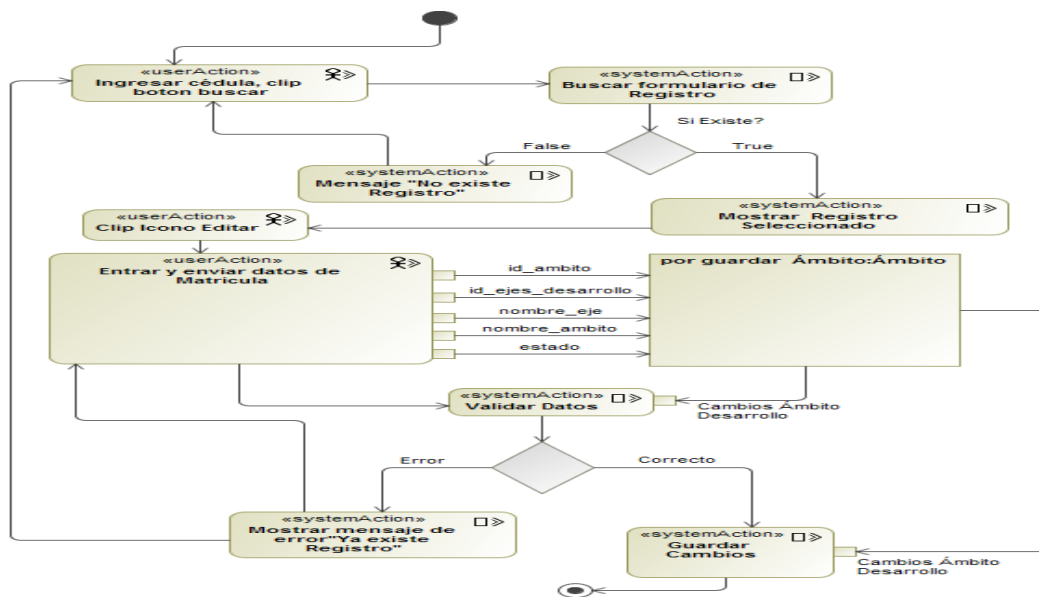 «userAction»
Ingresar cédula, clip
boton buscar
«systemAction»
Buscar formulario de
Registro
Si Existe?
False
True
«systemAction»
Mensaje "No existe
Registro"
«systemAction»
Mostrar Registro
Seleccionado
«userAction»
Clip Icono Editar
«userAction»
Entrar y enviar datos de
Matricula
id_ambito
id_ejes_desarrollo
nombre_eje
nombre_ambito
estado
por guardar Ámbito:Ámbito
«systemAction»
Validar Datos
Cambios Ámbito
Desarrollo
Error
Correcto
«systemAction»
Mostrar mensaje de
error"Ya existe
Registro"
«systemAction»
Guardar
Cambios
Cambios Ámbito
Desarrollo